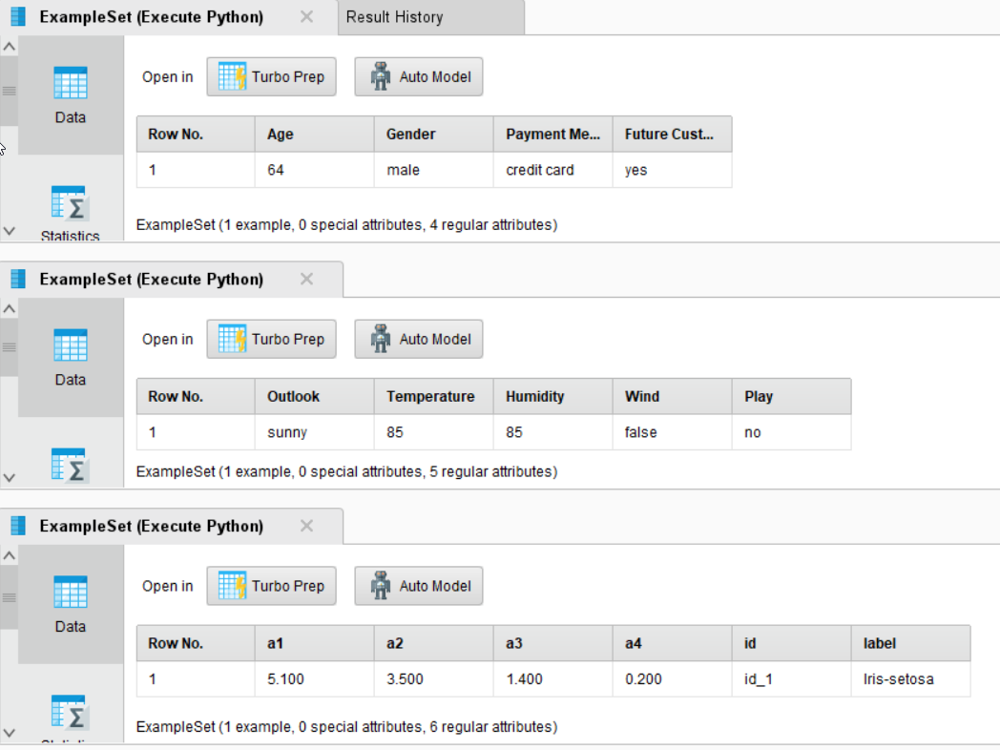 ExampleSet (Execute Python) Result History
Open in Turbo Prep Auto Model
Data
Row No. Age Gender Payment Me... Future Cust...
1 64 male credit card yes
Statistics
ExampleSet (1 example, 0 special attributes, 4 regular attributes)
ExampleSet (Execute Python)
Open in Turbo Prep Auto Model
Data
Row No. Outlook Temperature Humidity Wind Play
1 sunny 85 85 false no
ExampleSet (1 example, 0 special attributes, 5 regular attributes)
ExampleSet (Execute Python)
Open in Turbo Prep Auto Model
Data
Row No. a1 a2 a3 a4 id label
1 5.100 3.500 1.400 0.200 id_1 Iris-setosa
ExampleSet (1 example, 0 special attributes, 6 regular attributes)